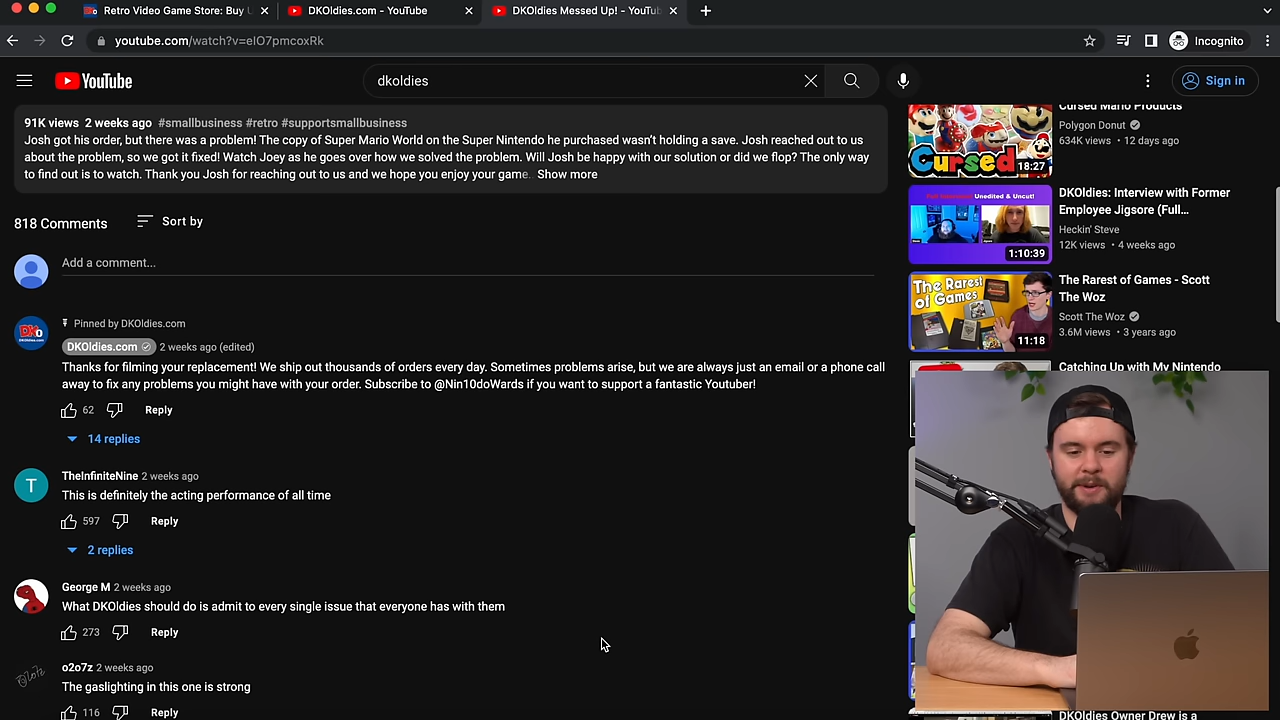 Retro Video Game Store: Buy U
DKOldies.com - YouTube
DKOldies Messed Up! - YouTub
youtube.com/watch?v=elO7pmcoxRk
Incognito
YouTube
dkoldies
Sign in
91K views 2 weeks ago #smallbusiness #retro #supportsmallbusiness
Josh got his order, but there was a problem! The copy of Super Mario World on the Super Nintendo he purchased wasn't holding a save. Josh reached out to us
about the problem, so we got it fixed! Watch Joey as he goes over how we solved the problem. Will Josh be happy with our solution or did we flop? The only way
to find out is to watch. Thank you Josh for reaching out to us and we hope you enjoy your game. Show more
818 Comments
Sort by
Add a comment...
Pinned by DKOldies.com
DKOldies.com 2 weeks ago (edited)
Thanks for filming your replacement! We ship out thousands of orders every day. Sometimes problems arise, but we are always just an email or a phone call
away to fix any problems you might have with your order. Subscribe to @Nin10doWards if you want to support a fantastic Youtuber!
62 Reply
14 replies
T
TheInfiniteNine 2 weeks ago
This is definitely the acting performance of all time
597 Reply
2 replies
George M 2 weeks ago
What DKOldies should do is admit to every single issue that everyone has with them
273 Reply
o2o7z 2 weeks ago
The gaslighting in this one is strong
116 Reply
Cursed Mario Products
Polygon Donut
634K views • 12 days ago
Cursed
18:27
Unedited & Uncut!
1:10:39
DKOldies: Interview with Former
Employee Jigsore (Full...
Heckin' Steve
12K views • 4 weeks ago
The Rarest
of Games
11:18
The Rarest of Games - Scott
The Woz
Scott The Woz
3.6M views • 3 years ago
Catching Up with My Nintendo
DKOldies Owner Drew is a